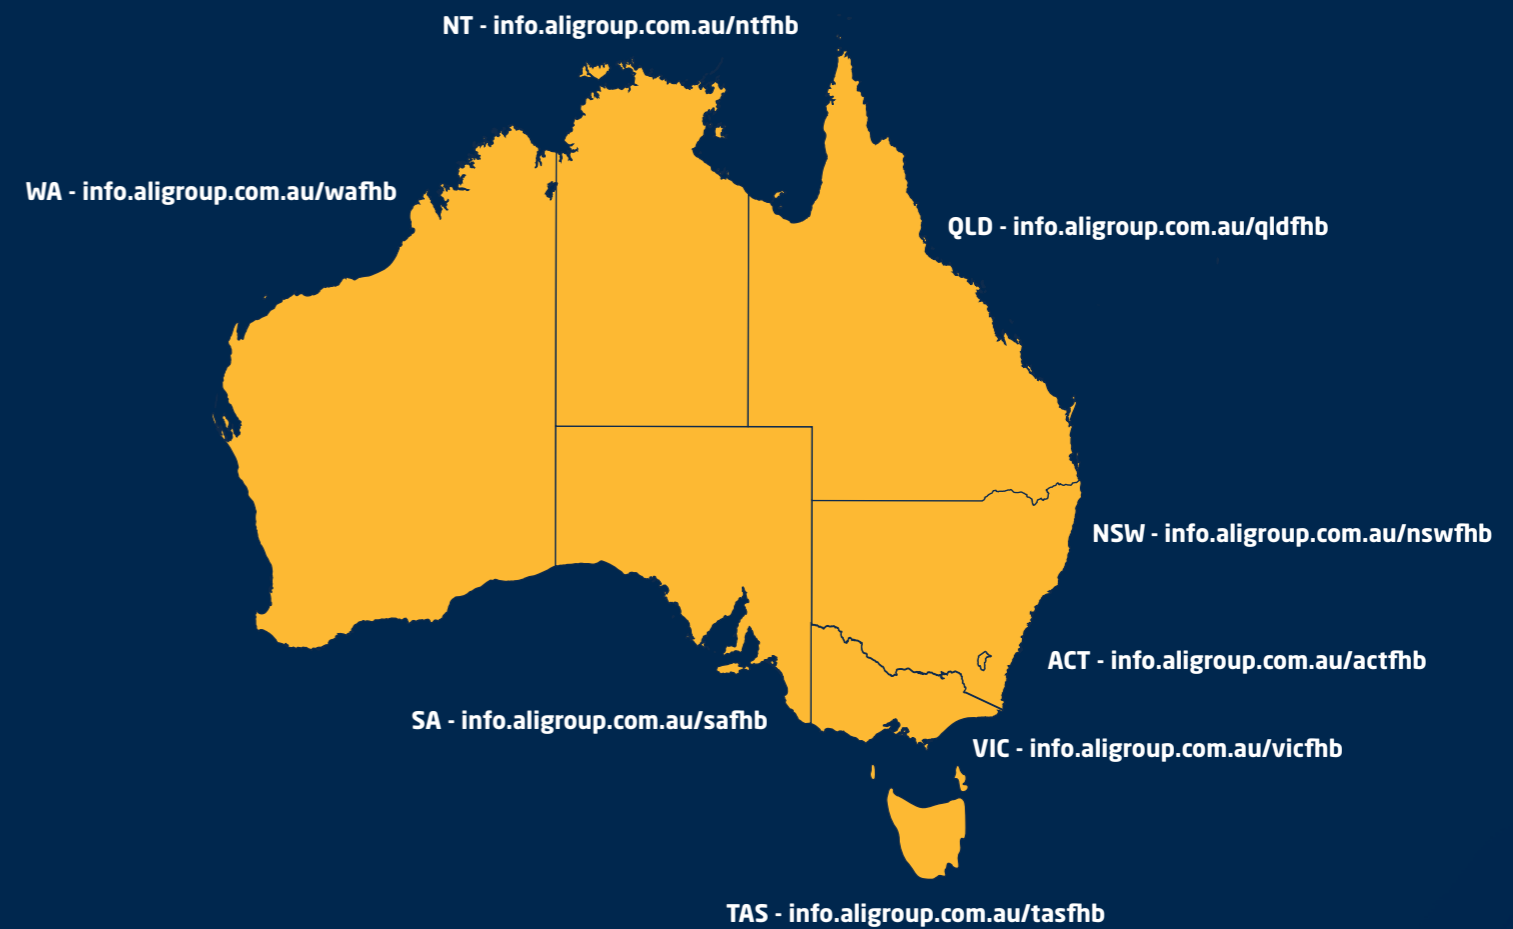 NT - info.aligroup.com.au/ntfhb
WA - info.aligroup.com.au/wafhb
QLD - info.aligroup.com.au/qldfhb
NSW - info.aligroup.com.au/nswfhb
ACT - info.aligroup.com.au/actfhb
SA - info.aligroup.com.au/safhb
VIC - info.aligroup.com.au/vicfhb
TAS - info.aligroup.com.au/tasfhb